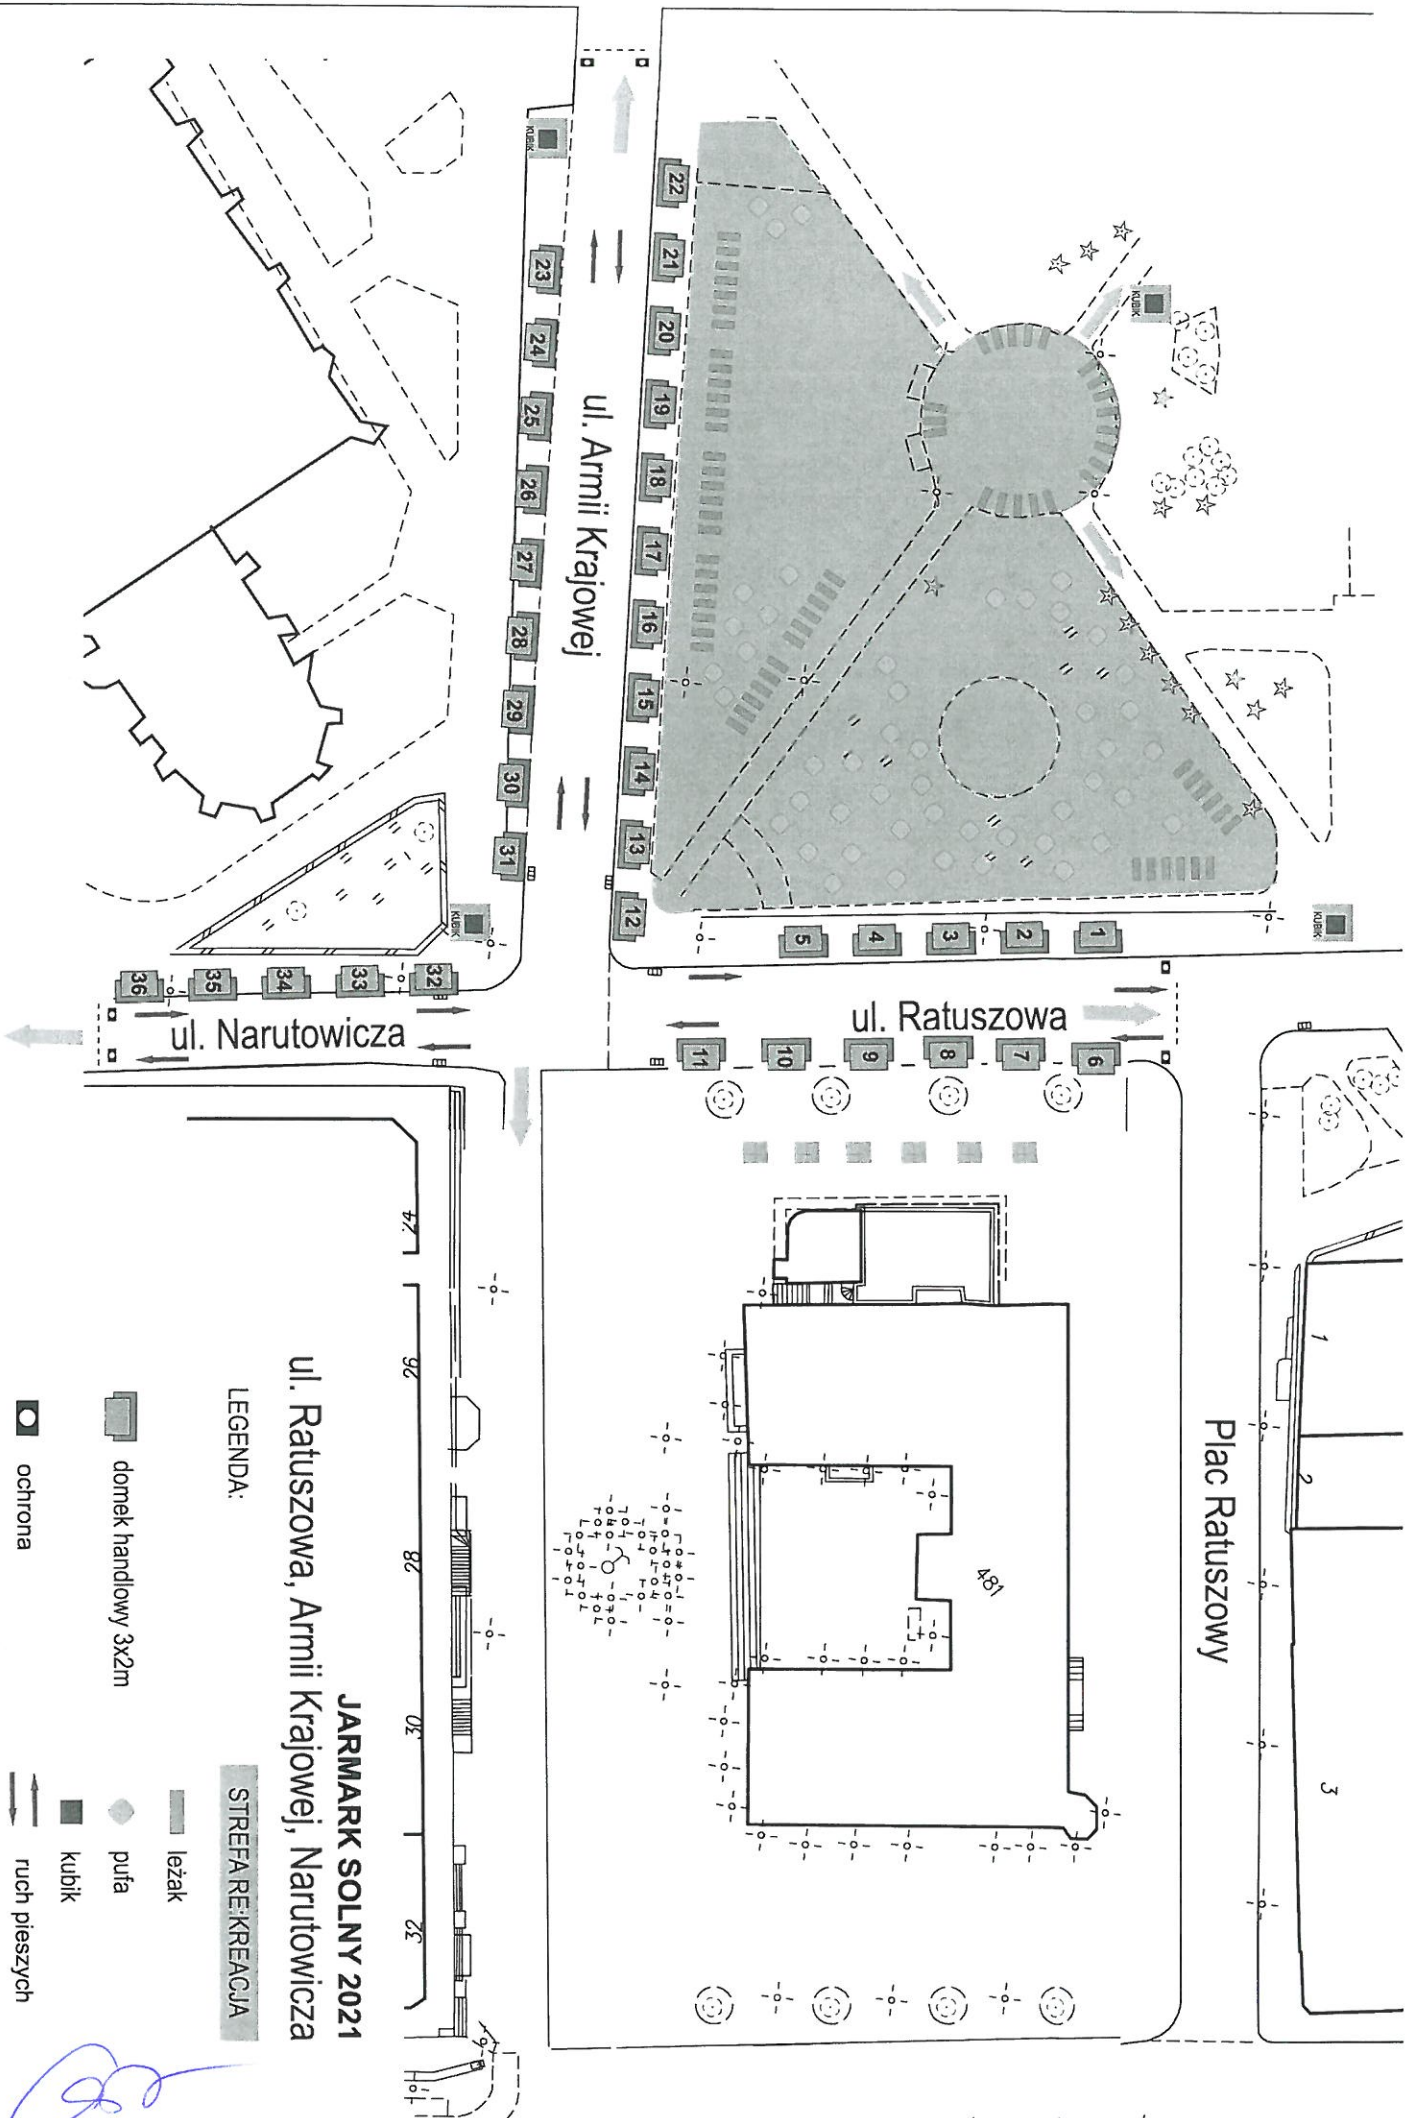 JARMARK SOLNY 2021
ul. Ratuszowa, Armii Krajowej, Narutowicza
LEGENDA:
STREFA RE:KREACJA
domek handlowy 3x2m
ochrona
leżak
pufa
kubik
ruch pieszych
Plac Ratuszowy
ul. Ratuszowa
ul. Armii Krajowej
ul. Narutowicza
KUBIK
KUBIK
KUBIK
KUBIK
1
2
3
4
5
6
7
8
9
10
11
12
13
14
15
16
17
18
19
20
21
22
23
24
25
26
27
28
29
30
31
32
33
34
35
36
1
2
3
481
24
26
28
30
32